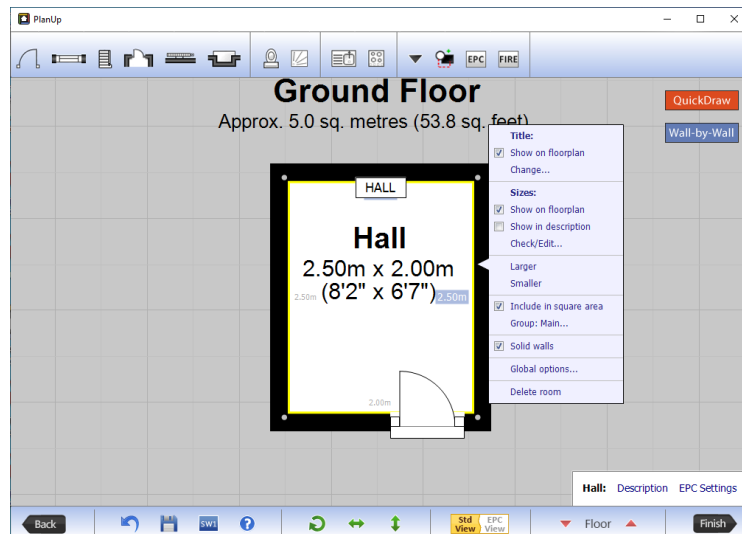 PlanUp
EPC
FIRE
Ground Floor
Approx. 5.0 sq. metres (53.8 sq. feet)
QuickDraw
Wall-by-Wall
Title:
Show on floorplan
Change...
Sizes:
Show on floorplan
Show in description
Check/Edit...
Larger
Smaller
Include in square area
Group: Main...
Solid walls
Global options...
Delete room
HALL
Hall
2.50m x 2.00m
(8'2" x 6'7")
2.50m
2.50m
2.00m
Hall: Description EPC Settings
Back
SW1
?
Std View
EPC View
Floor
Finish